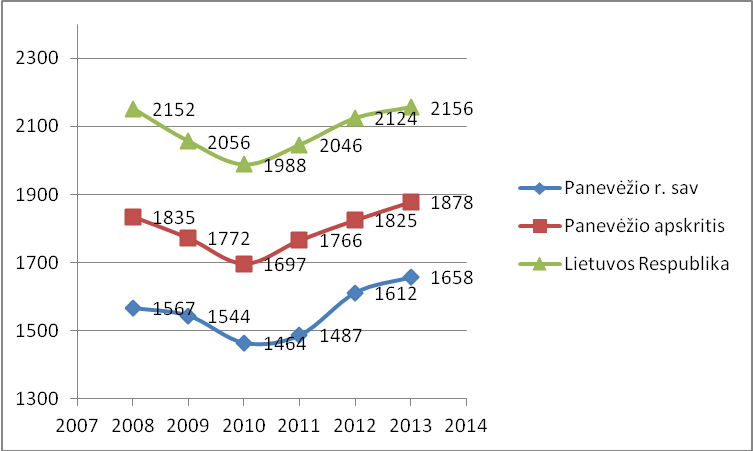 2300
2100
1900
1700
1500
1300
2007 2008 2009 2010 2011 2012 2013 2014
2152 2056 1988 2046 2124 2156
1835 1772 1697 1766 1825 1878
1567 1544 1464 1487 1612 1658
Panevėžio r. sav
Panevėžio apskritis
Lietuvos Respublika